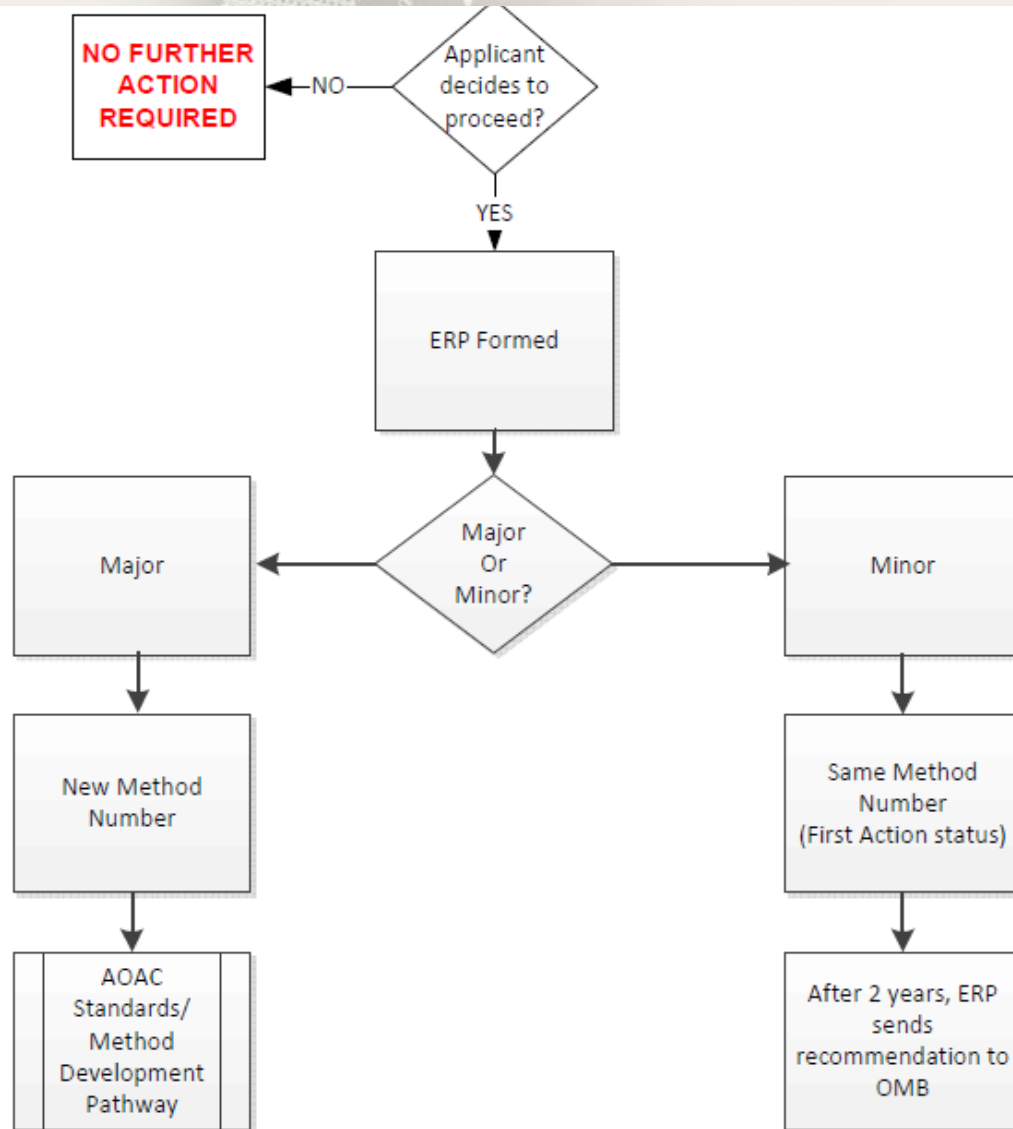 NO FURTHER
ACTION
REQUIRED
NO
Applicant
decides to
proceed?
YES
ERP Formed
Major
Major
Or
Minor?
Minor
New Method
Number
Same Method
Number
(First Action status)
AOAC
Standards/
Method
Development
Pathway
After 2 years, ERP
sends
recommendation to
OMB